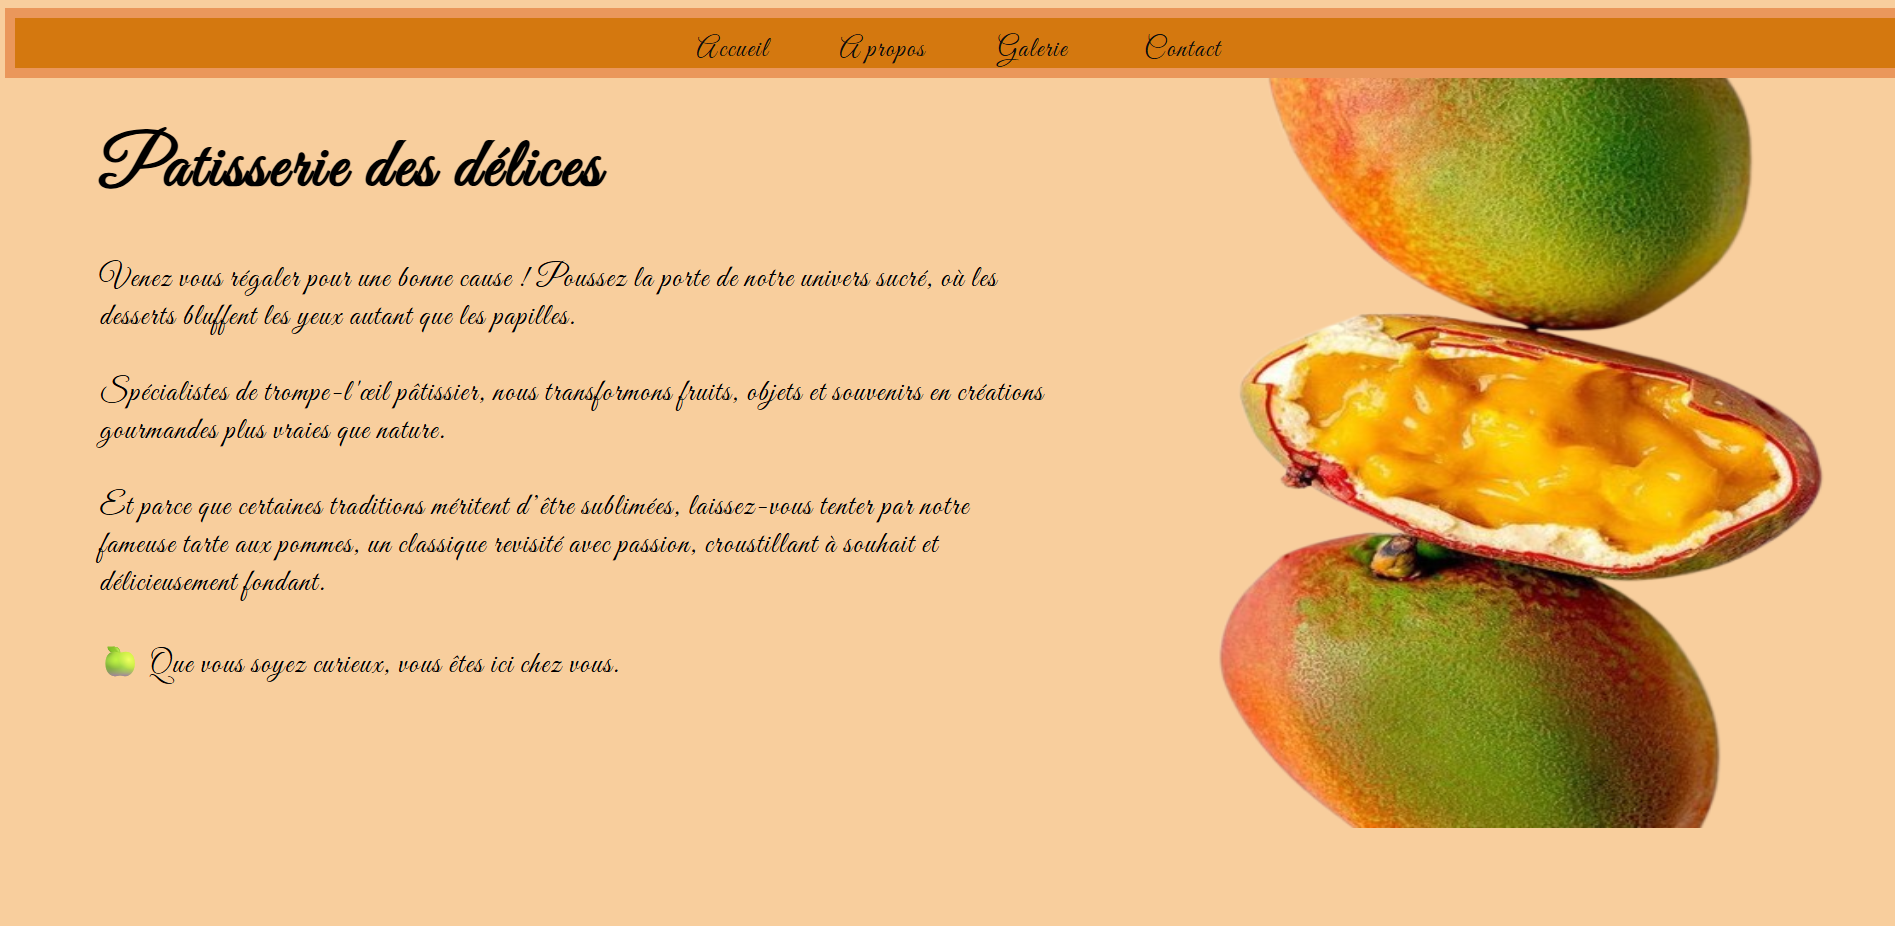 Accueil A propos Galerie Contact
Patisserie des délices
Venez vous régaler pour une bonne cause ! Poussez la porte de notre univers sucré, où les
desserts bluffent les yeux autant que les papilles.
Spécialistes de trompe-l'œil pâtissier, nous transformons fruits, objets et souvenirs en créations
gourmandes plus vraies que nature.
Et parce que certaines traditions méritent d’être sublimées, laissez-vous tenter par notre
fameuse tarte aux pommes, un classique revisité avec passion, croustillant à souhait et
délicieusement fondant.
🍏 Que vous soyez curieux, vous êtes ici chez vous.